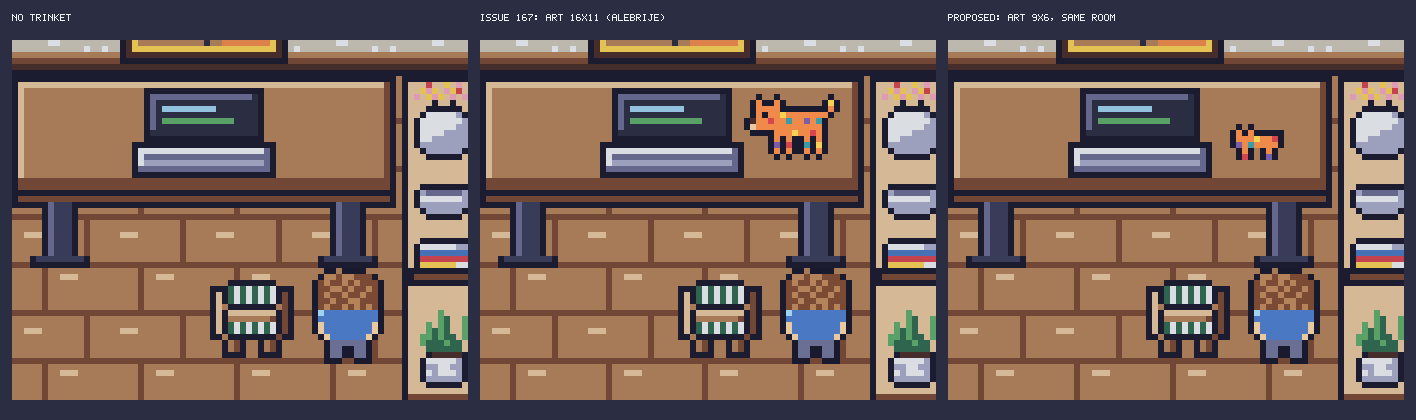 NO TRINKET
ISSUE 167: ART 16X11 (ALEBRIJE)
PROPOSED: ART 9X6, SAME ROOM